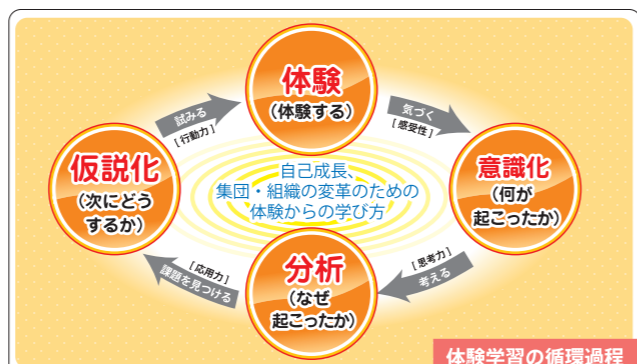 体験
(体験する)
試みる
[行動力]
気づく
[感受性]
仮説化
(次にどう
するか)
自己成長、
集団・組織の変革のための
体験からの学び方
意識化
(何が
起こったか)
[応用力]
課題を見つける
分析
(なぜ
起こったか)
[思考力]
考える
体験学習の循環過程